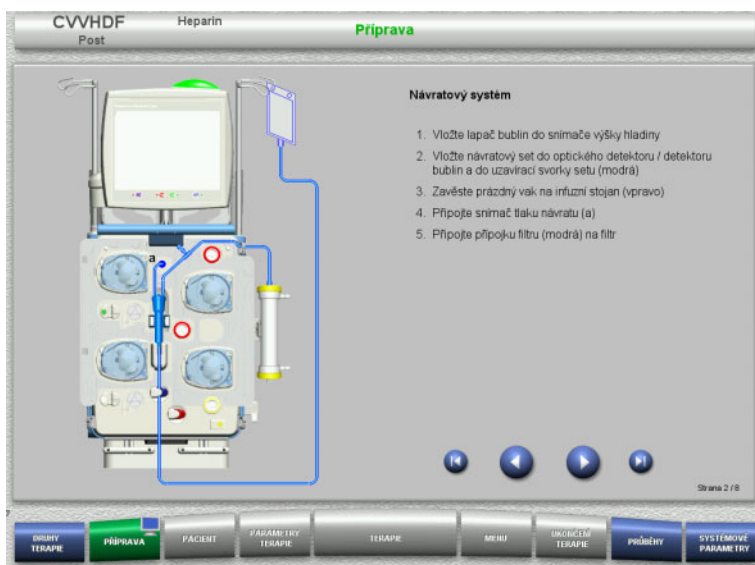 CVVHDF
Heparin
Post
Příprava
Návratový systém
1. Vložte lapač bublin do snímače výšky hladiny
2. Vložte návratový set do optického detektoru / detektoru
bublin a do uzavírací svorky setu (modrá)
3. Zavěste prázdný vak na infuzní stojan (vpravo)
4. Připojte snímač tlaku návratu (a)
5. Připojte přípojku filtru (modrá) na filtr
a
Strana 2 / 8
DRUHY
TERAPIE
PŘÍPRAVA
PACIENT
PARAMETRY
TERAPIE
TERAPIE
MENU
UKONČENÍ
TERAPIE
PRŮBĚHY
SYSTÉMOVÉ
PARAMETRY